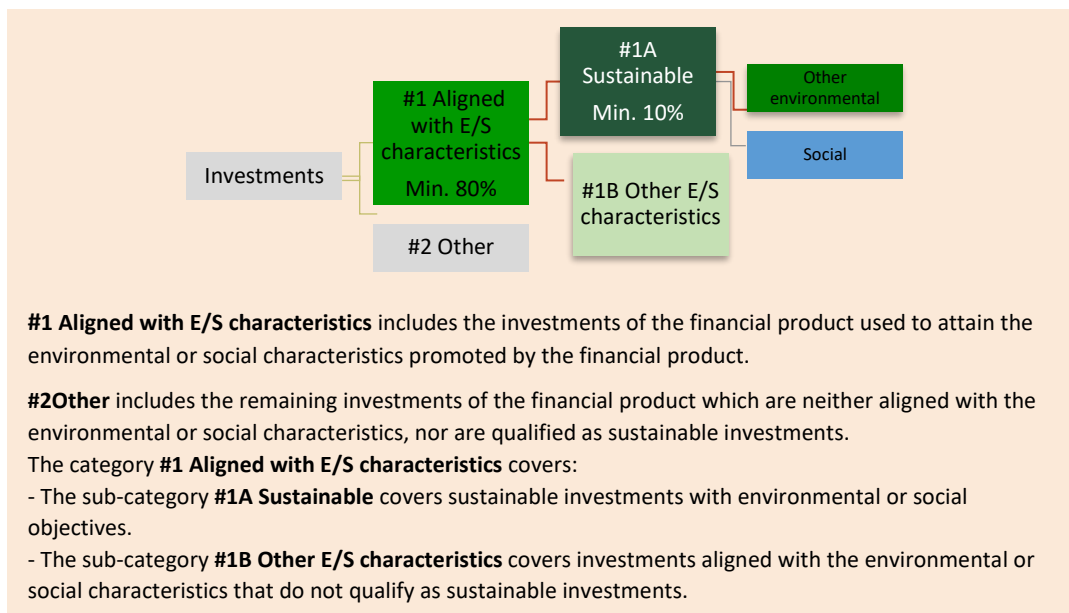 #1A
Sustainable
Min. 10%
Other
environmental
#1 Aligned
with E/S
characteristics
Min. 80%
Social
Investments
#1B Other E/S
characteristics
#2 Other
#1 Aligned with E/S characteristics includes the investments of the financial product used to attain the
environmental or social characteristics promoted by the financial product.
#2Other includes the remaining investments of the financial product which are neither aligned with the
environmental or social characteristics, nor are qualified as sustainable investments.
The category #1 Aligned with E/S characteristics covers:
- The sub-category #1A Sustainable covers sustainable investments with environmental or social
objectives.
- The sub-category #1B Other E/S characteristics covers investments aligned with the environmental or
social characteristics that do not qualify as sustainable investments.